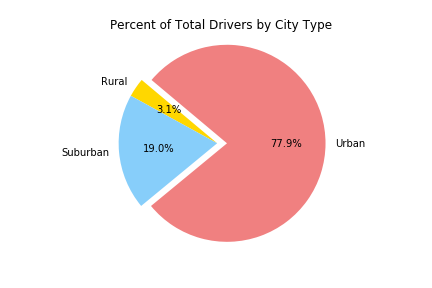 Percent of Total Drivers by City Type
Rural
3.1%
Suburban
19.0%
77.9%
Urban